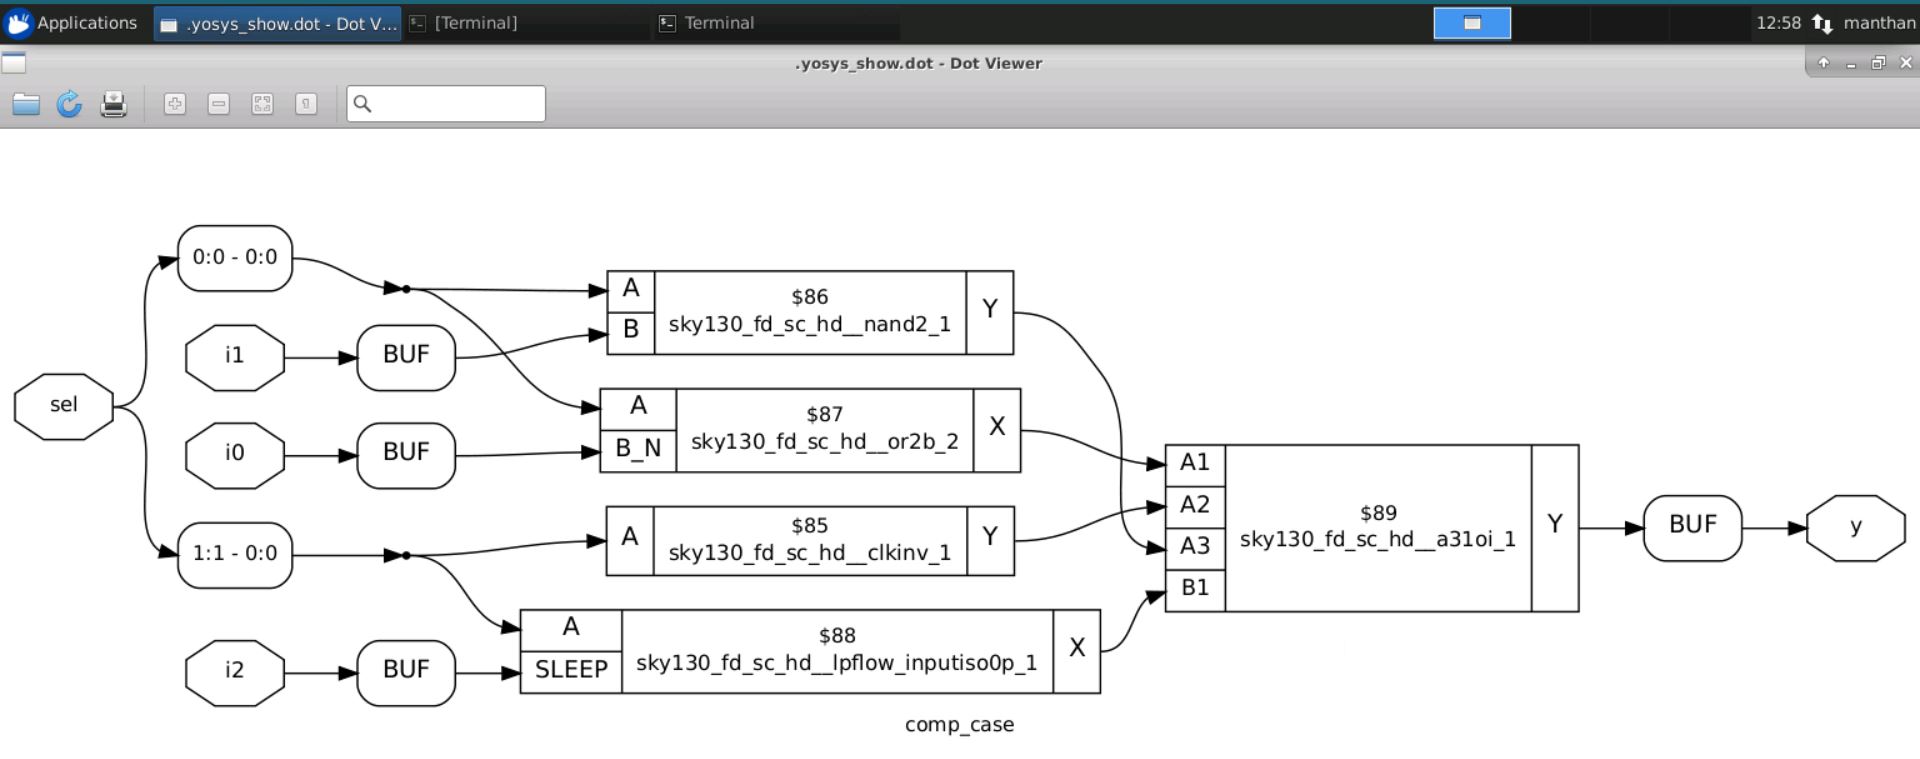 Applications
.yosys_show.dot - Dot V...
[Terminal]
Terminal
12:58
manthan
.yosys_show.dot - Dot Viewer
0:0 - 0:0
i1
BUF
sel
i0
BUF
1:1 - 0:0
i2
BUF
A
B
$86
sky130_fd_sc_hd__nand2_1
Y
A
B_N
$87
sky130_fd_sc_hd__or2b_2
X
A
$85
sky130_fd_sc_hd__clkinv_1
Y
A
SLEEP
$88
sky130_fd_sc_hd__lpflow_inputiso0p_1
X
A1
A2
A3
B1
$89
sky130_fd_sc_hd__a31oi_1
Y
BUF
y
comp_case